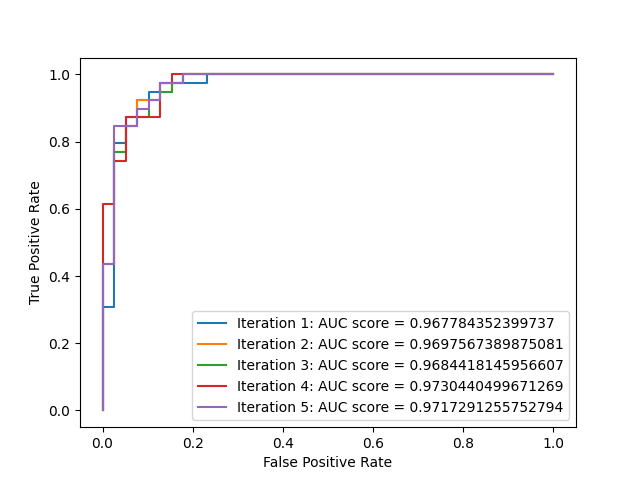 1.0
0.8
0.6
0.4
0.2
0.0
True Positive Rate
Iteration 1: AUC score = 0.967784352399737
Iteration 2: AUC score = 0.9697567389875081
Iteration 3: AUC score = 0.9684418145956607
Iteration 4: AUC score = 0.9730440499671269
Iteration 5: AUC score = 0.9717291255752794
0.0 0.2 0.4 0.6 0.8 1.0
False Positive Rate